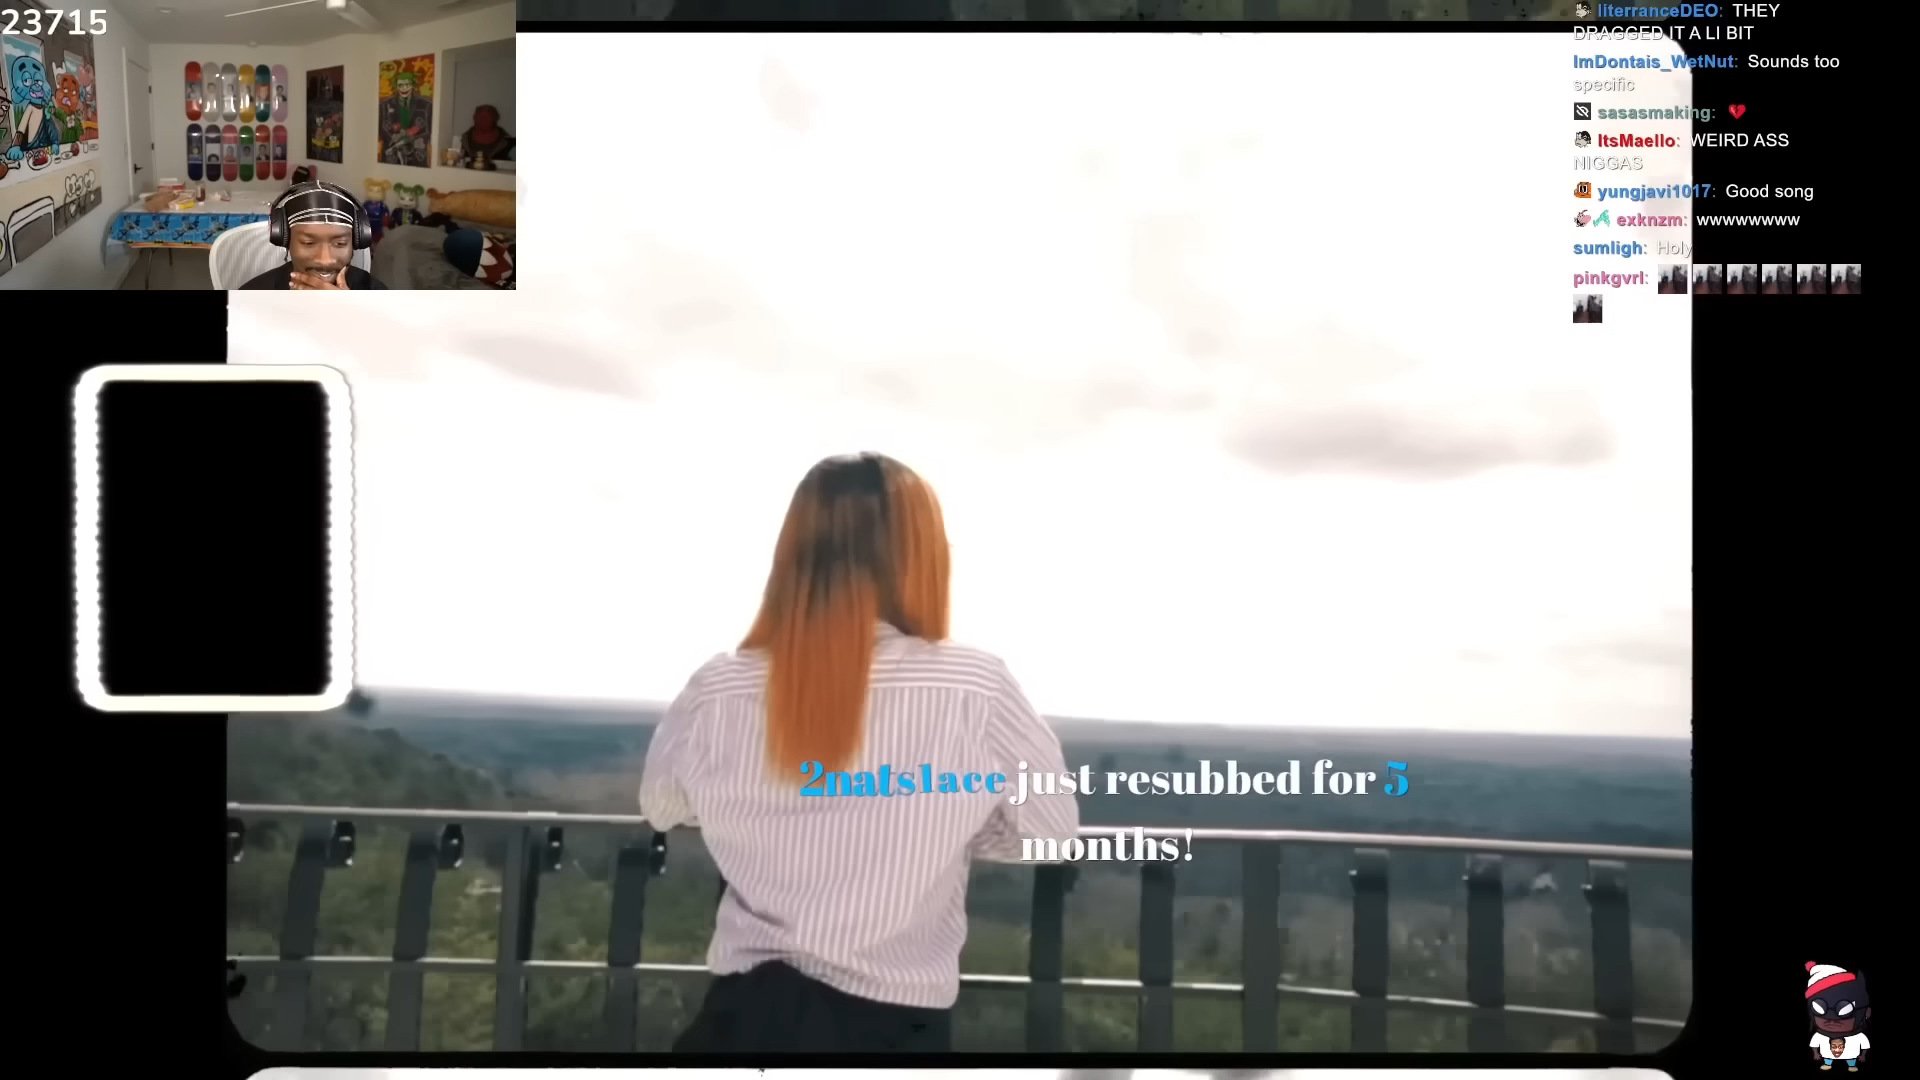 23715
literranceDEO: THEY
DRAGGED IT A LI BIT
ImDontais_WetNut: Sounds too
specific
sasasmaking:
ItsMaello: WEIRD ASS
NIGGAS
yungjavi1017: Good song
exknzm: wwwwwwww
sumligh: Holy
pinkgvrl:
2nats1ace just resubbed for 5
months!